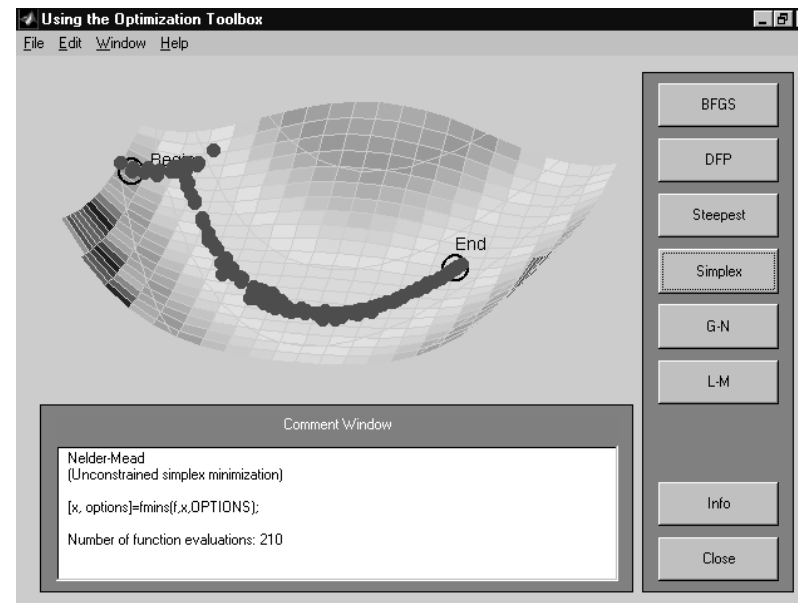 Using the Optimization Toolbox
File Edit Window Help
Begin
End
BFGS
DFP
Steepest
Simplex
G-N
L-M
Info
Close
Comment Window
Nelder-Mead
(Unconstrained simplex minimization)
[x, options]=fmins(f,x,OPTIONS);
Number of function evaluations: 210